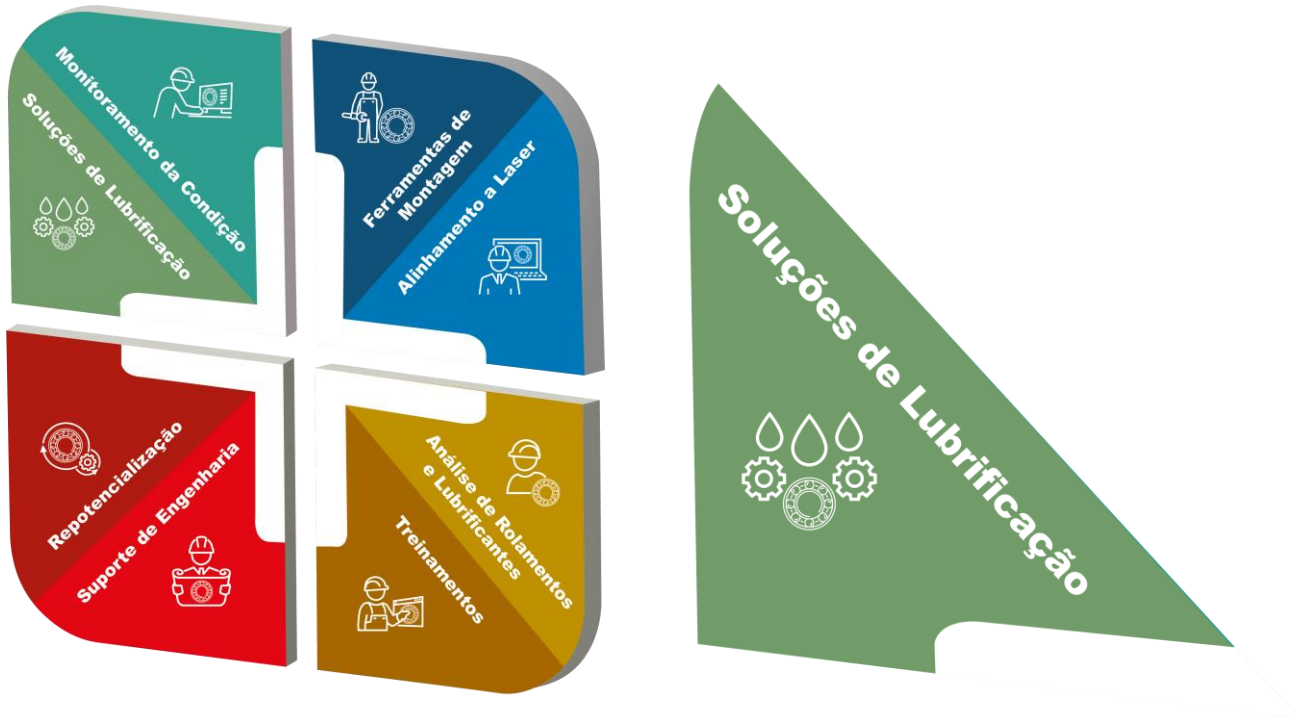 Monitoramento da Condição
Soluções de Lubrificação
Ferramentas de
Montagem
Alinhamento a Laser
Repotencialização
Suporte de Engenharia
Análise de Rolamentos
e Lubrificantes
Treinamentos
Soluções de Lubrificação